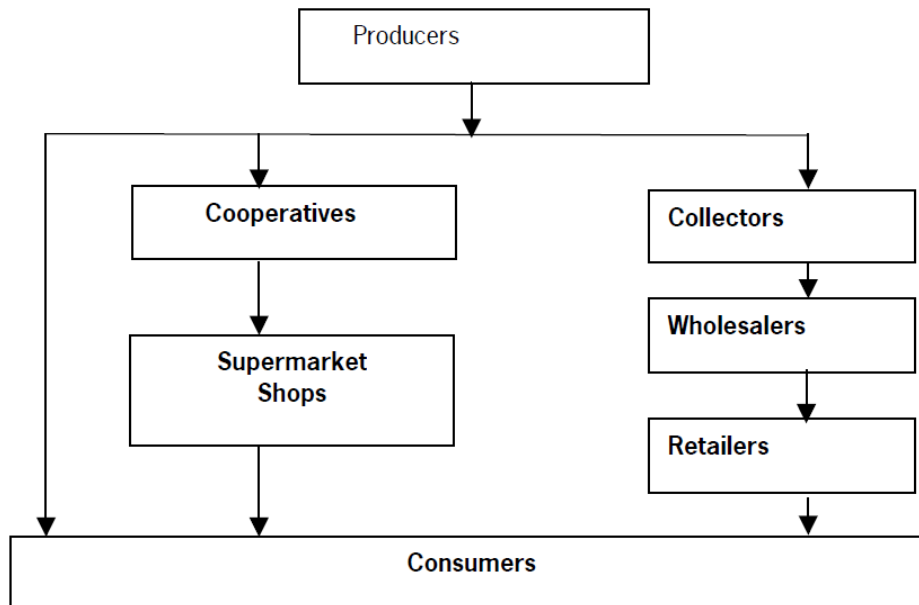 Producers
Cooperatives
Collectors
Wholesalers
Supermarket
Shops
Retailers
Consumers